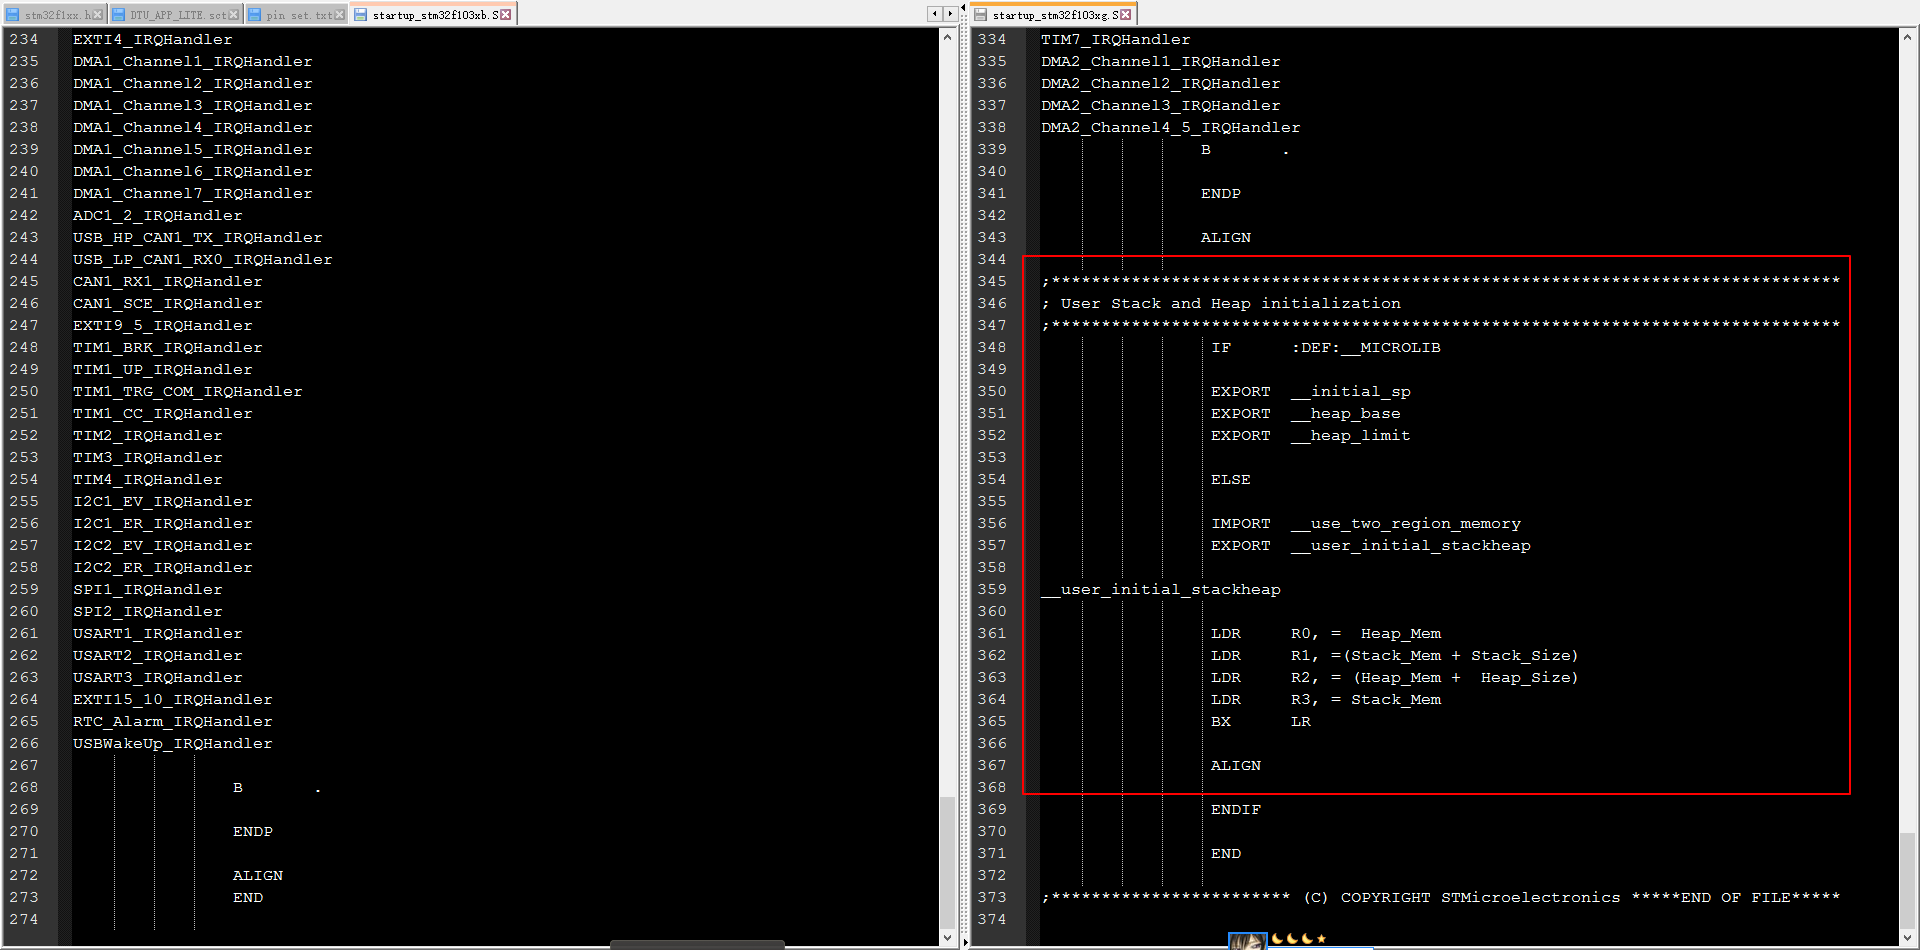 stm32f1xx.h
DTU_APP_LITE.sct
pin set.txt
startup_stm32f103xb.S
234 EXTI4_IRQHandler
235 DMA1_Channel1_IRQHandler
236 DMA1_Channel2_IRQHandler
237 DMA1_Channel3_IRQHandler
238 DMA1_Channel4_IRQHandler
239 DMA1_Channel5_IRQHandler
240 DMA1_Channel6_IRQHandler
241 DMA1_Channel7_IRQHandler
242 ADC1_2_IRQHandler
243 USB_HP_CAN1_TX_IRQHandler
244 USB_LP_CAN1_RX0_IRQHandler
245 CAN1_RX1_IRQHandler
246 CAN1_SCE_IRQHandler
247 EXTI9_5_IRQHandler
248 TIM1_BRK_IRQHandler
249 TIM1_UP_IRQHandler
250 TIM1_TRG_COM_IRQHandler
251 TIM1_CC_IRQHandler
252 TIM2_IRQHandler
253 TIM3_IRQHandler
254 TIM4_IRQHandler
255 I2C1_EV_IRQHandler
256 I2C1_ER_IRQHandler
257 I2C2_EV_IRQHandler
258 I2C2_ER_IRQHandler
259 SPI1_IRQHandler
260 SPI2_IRQHandler
261 USART1_IRQHandler
262 USART2_IRQHandler
263 USART3_IRQHandler
264 EXTI15_10_IRQHandler
265 RTC_Alarm_IRQHandler
266 USBWakeUp_IRQHandler
267
268 B .
269
270 ENDP
271
272 ALIGN
273 END
274
startup_stm32f103xg.S
334 TIM7_IRQHandler
335 DMA2_Channel1_IRQHandler
336 DMA2_Channel2_IRQHandler
337 DMA2_Channel3_IRQHandler
338 DMA2_Channel4_5_IRQHandler
339 B .
340
341 ENDP
342
343 ALIGN
344
345 ;*******************************************************************************
346 ; User Stack and Heap initialization
347 ;*******************************************************************************
348 IF :DEF:__MICROLIB
349
350 EXPORT __initial_sp
351 EXPORT __heap_base
352 EXPORT __heap_limit
353
354 ELSE
355
356 IMPORT __use_two_region_memory
357 EXPORT __user_initial_stackheap
358
359 __user_initial_stackheap
360
361 LDR R0, = Heap_Mem
362 LDR R1, =(Stack_Mem + Stack_Size)
363 LDR R2, = (Heap_Mem + Heap_Size)
364 LDR R3, = Stack_Mem
365 BX LR
366
367 ALIGN
368
369 ENDIF
370
371 END
372
373 ;************************ (C) COPYRIGHT STMicroelectronics *****END OF FILE*****
374